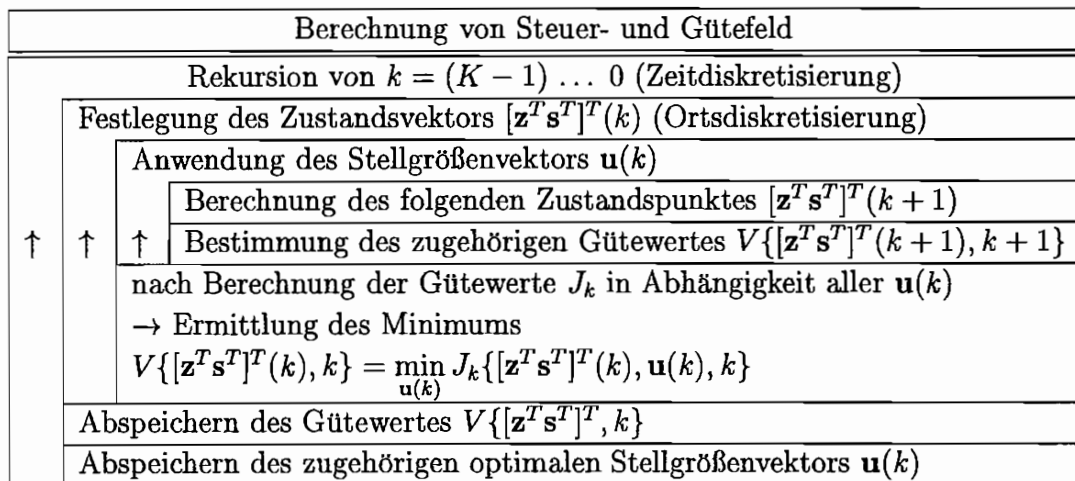 Berechnung von Steuer- und Gütefeld
Rekursion von k = (K − 1) … 0 (Zeitdiskretisierung)
Festlegung des Zustandsvektors [z^T s^T]^T(k) (Ortsdiskretisierung)
Anwendung des Stellgrößenvektors u(k)
Berechnung des folgenden Zustandspunktes [z^T s^T]^T(k + 1)
↑ ↑ ↑ Bestimmung des zugehörigen Gütewertes V{[z^T s^T]^T(k + 1), k + 1}
nach Berechnung der Gütewerte J_k in Abhängigkeit aller u(k)
→ Ermittlung des Minimums
V{[z^T s^T]^T(k), k} = min_{u(k)} J_k{[z^T s^T]^T(k), u(k), k}
Abspeichern des Gütewertes V{[z^T s^T]^T, k}
Abspeichern des zugehörigen optimalen Stellgrößenvektors u(k)